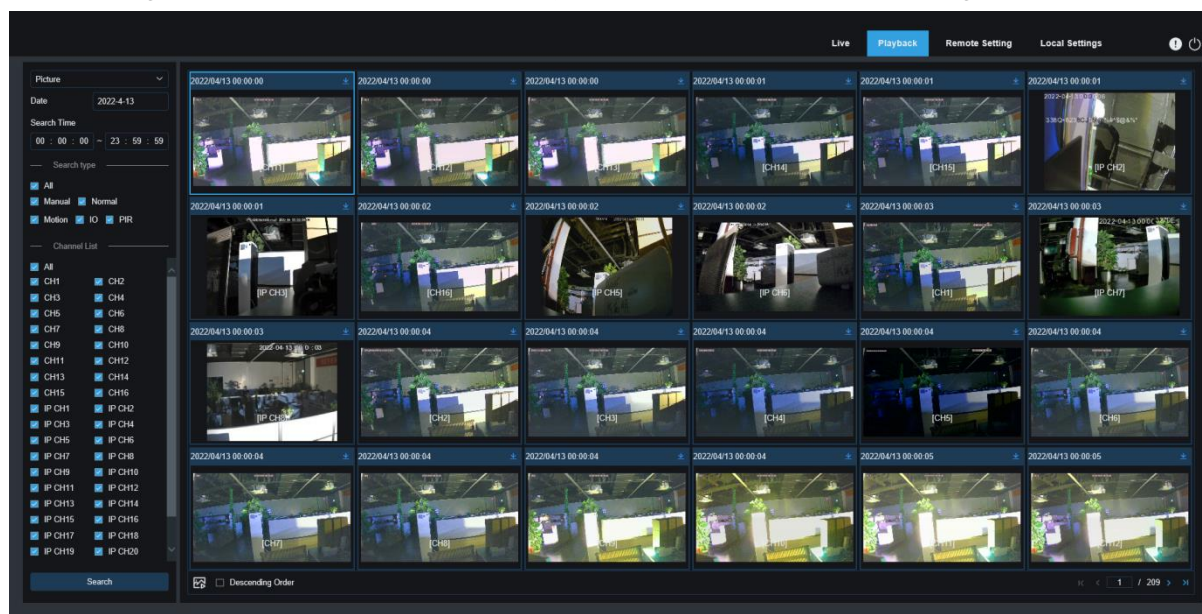 Live Playback Remote Setting Local Settings
Picture
Date 2022-4-13
Search Time
00 : 00 : 00 ~ 23 : 59 : 59
Search type
All
Manual Normal
Motion IO PIR
Channel List
All
CH1 CH2
CH3 CH4
CH5 CH6
CH7 CH8
CH9 CH10
CH11 CH12
CH13 CH14
CH15 CH16
IP CH1 IP CH2
IP CH3 IP CH4
IP CH5 IP CH6
IP CH7 IP CH8
IP CH9 IP CH10
IP CH11 IP CH12
IP CH13 IP CH14
IP CH15 IP CH16
IP CH17 IP CH18
IP CH19 IP CH20
Search
2022/04/13 00:00:00 2022/04/13 00:00:00 2022/04/13 00:00:00 2022/04/13 00:00:01 2022/04/13 00:00:01 2022/04/13 00:00:01
[CH11] [CH12] [CH13] [CH14] [CH15] [IP CH2]
2022/04/13 00:00:01 2022/04/13 00:00:02 2022/04/13 00:00:02 2022/04/13 00:00:02 2022/04/13 00:00:03 2022/04/13 00:00:03
[IP CH3] [CH16] [IP CH5] [IP CH6] [CH1] [IP CH7]
2022/04/13 00:00:03 2022/04/13 00:00:04 2022/04/13 00:00:04 2022/04/13 00:00:04 2022/04/13 00:00:04 2022/04/13 00:00:04
[CH2] [CH3] [CH4] [CH5] [CH6]
2022/04/13 00:00:04 2022/04/13 00:00:04 2022/04/13 00:00:04 2022/04/13 00:00:04 2022/04/13 00:00:05 2022/04/13 00:00:05
[CH7] [CH8]
Descending Order
1 / 209